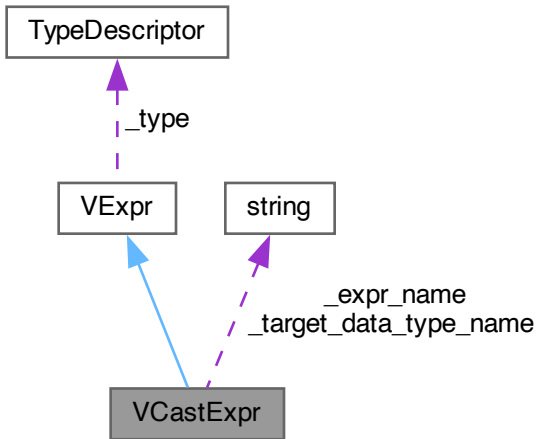 TypeDescriptor
_type
VExpr
string
_expr_name
_target_data_type_name
VCastExpr